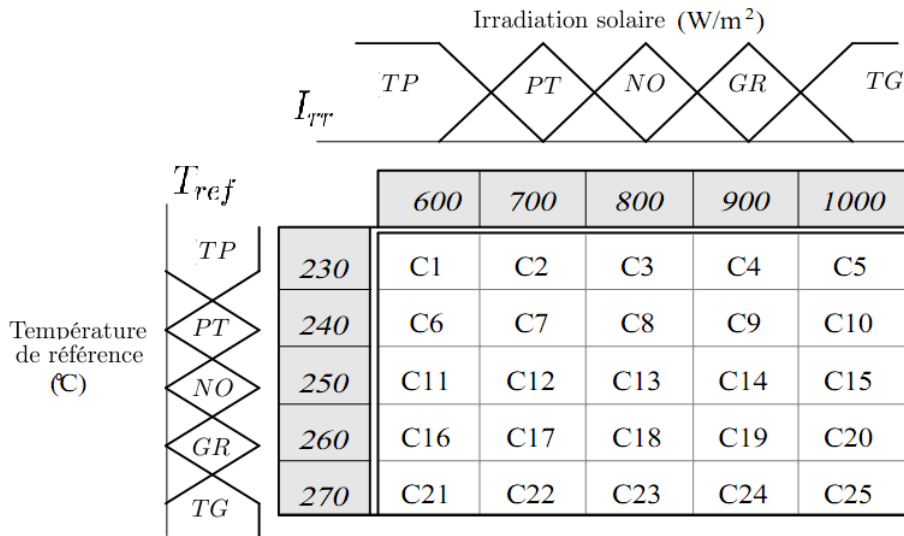 Irradiation solaire (W/m²)
I_rr TP PT NO GR TG
T_ref
600 700 800 900 1000
TP
230 C1 C2 C3 C4 C5
PT
240 C6 C7 C8 C9 C10
Température
de référence
(℃)
NO
250 C11 C12 C13 C14 C15
GR
260 C16 C17 C18 C19 C20
TG
270 C21 C22 C23 C24 C25